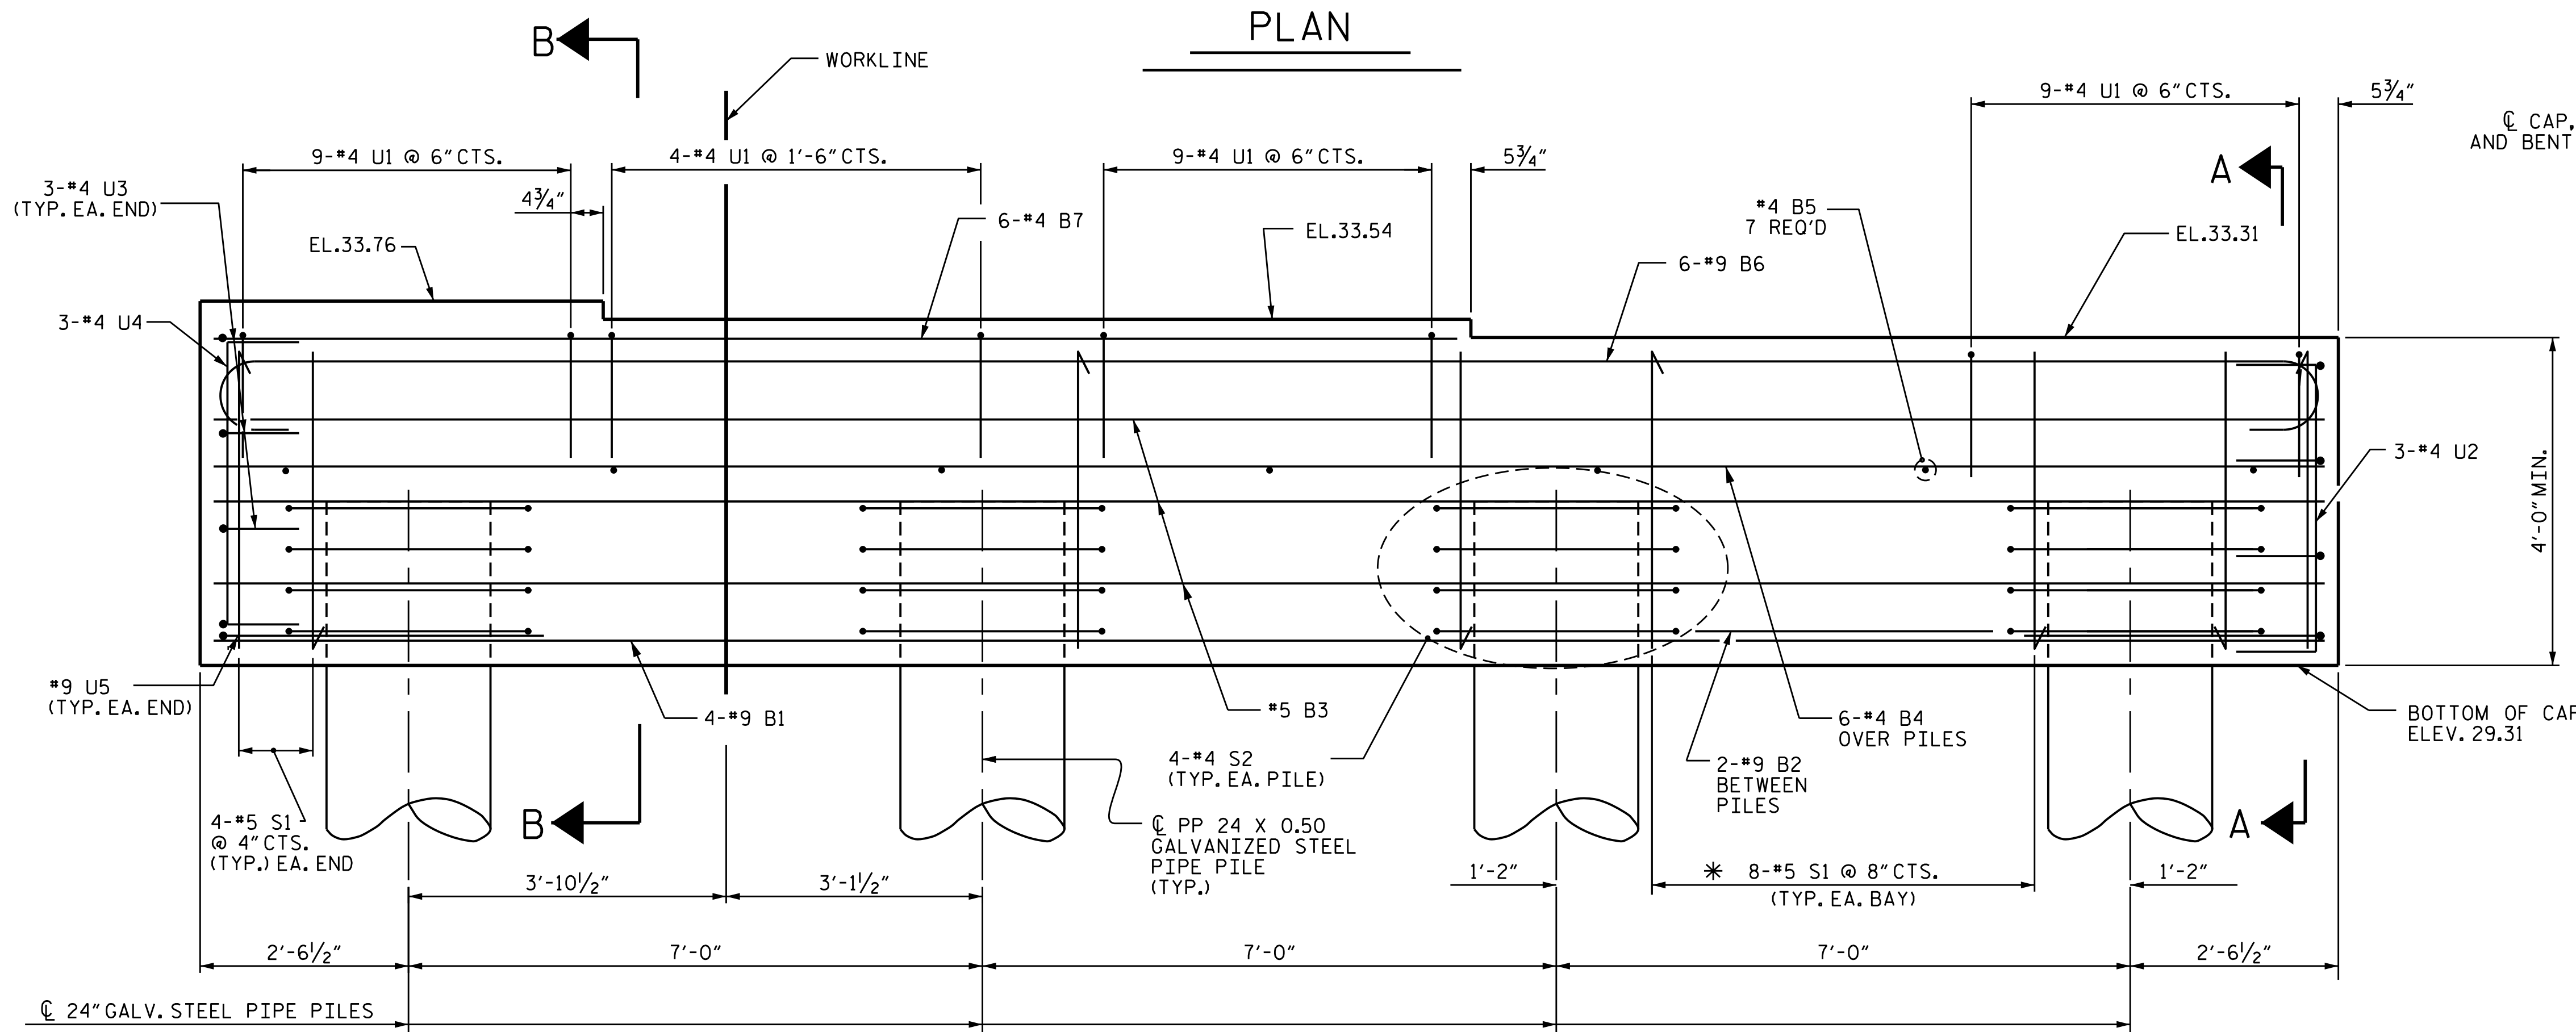 PLAN
B
WORKLINE
9-#4 U1 @ 6" CTS.
5¾"
℄ CAP,
AND BENT
9-#4 U1 @ 6" CTS.
4-#4 U1 @ 1'-6" CTS.
9-#4 U1 @ 6" CTS.
5¾"
A
3-#4 U3
(TYP. EA. END)
4¾"
6-#4 B7
#4 B5
7 REQ'D
EL. 33.76
EL. 33.54
EL. 33.31
6-#9 B6
3-#4 U4
3-#4 U2
4'-0" MIN.
#9 U5
(TYP. EA. END)
4-#9 B1
#5 B3
6-#4 B4
OVER PILES
BOTTOM OF CAP
ELEV. 29.31
4-#4 S2
(TYP. EA. PILE)
2-#9 B2
BETWEEN
PILES
4-#5 S1
@ 4" CTS.
(TYP.) EA. END
B
℄ PP 24 X 0.50
GALVANIZED STEEL
PIPE PILE
(TYP.)
A
3'-10½"
3'-1½"
1'-2"
✳ 8-#5 S1 @ 8" CTS.
(TYP. EA. BAY)
1'-2"
2'-6½"
7'-0"
7'-0"
7'-0"
2'-6½"
℄ 24" GALV. STEEL PIPE PILES